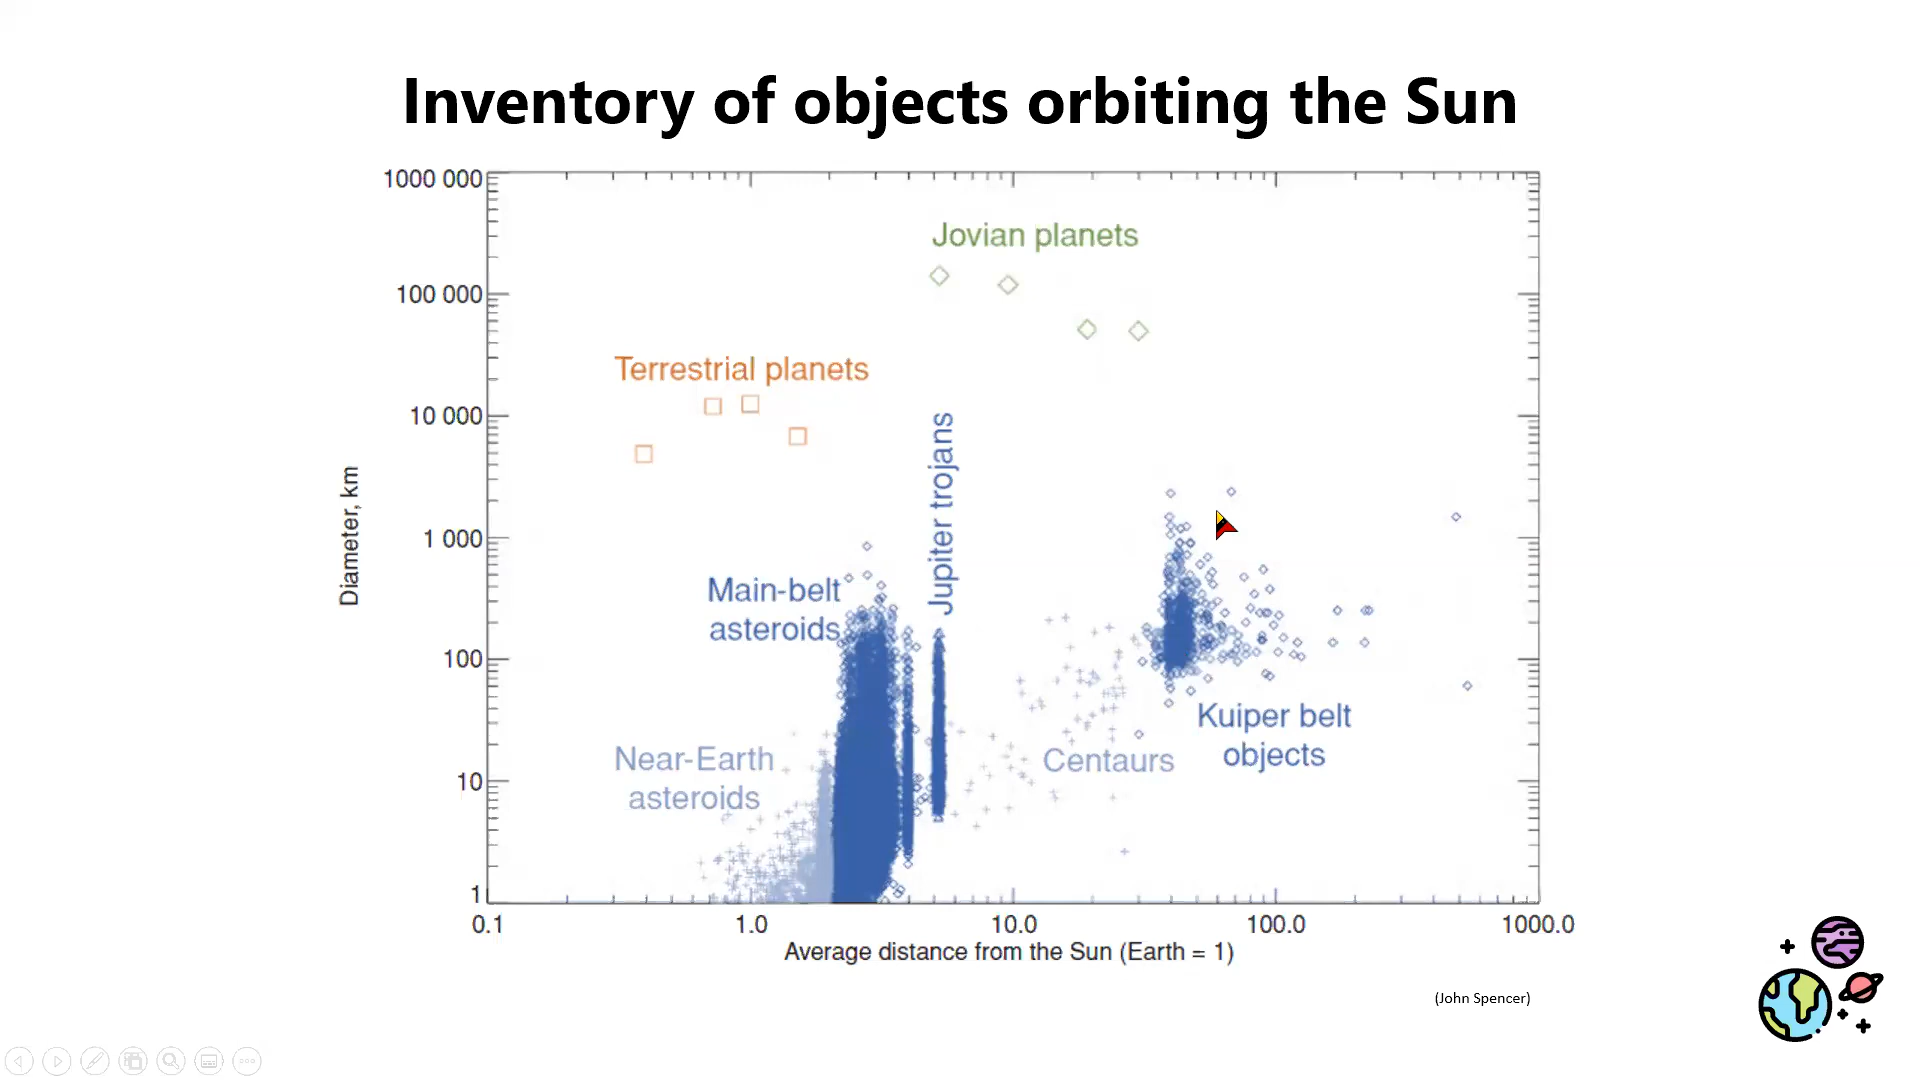 Inventory of objects orbiting the Sun
1000 000
100 000
10 000
1 000
100
10
1
Diameter, km
Jovian planets
Terrestrial planets
Jupiter trojans
Main-belt
asteroids
Near-Earth
asteroids
Centaurs
Kuiper belt
objects
0.1 1.0 10.0 100.0 1000.0
Average distance from the Sun (Earth = 1)
(John Spencer)